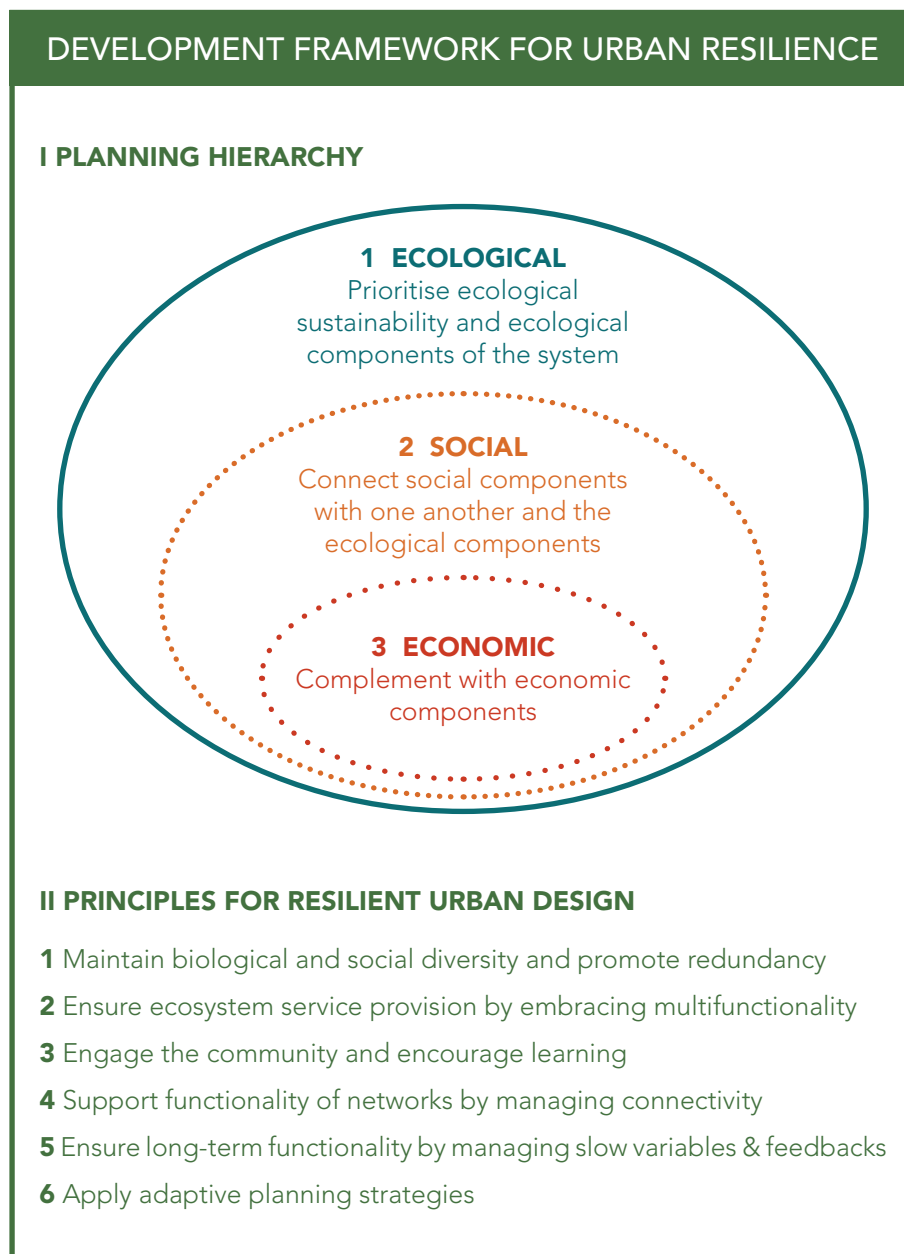 DEVELOPMENT FRAMEWORK FOR URBAN RESILIENCE
I PLANNING HIERARCHY
1 ECOLOGICAL
Prioritise ecological
sustainability and ecological
components of the system
2 SOCIAL
Connect social components
with one another and the
ecological components
3 ECONOMIC
Complement with economic
components
II PRINCIPLES FOR RESILIENT URBAN DESIGN
1 Maintain biological and social diversity and promote redundancy
2 Ensure ecosystem service provision by embracing multifunctionality
3 Engage the community and encourage learning
4 Support functionality of networks by managing connectivity
5 Ensure long-term functionality by managing slow variables & feedbacks
6 Apply adaptive planning strategies